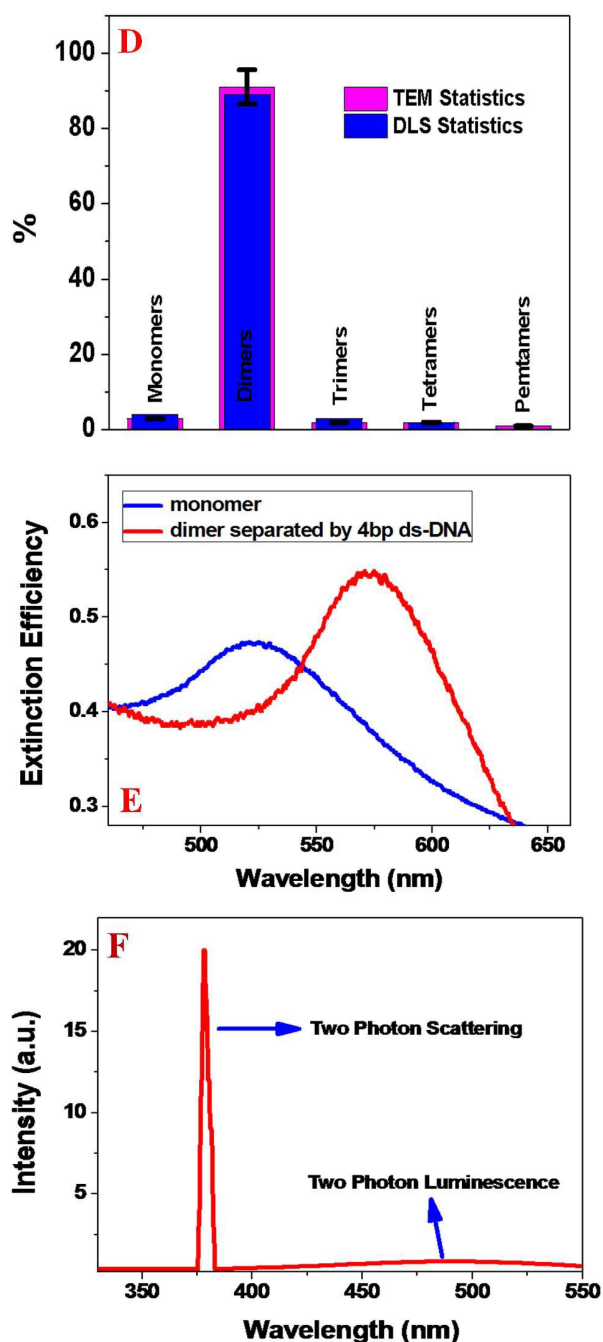 D
100
80
60
40
20
0
%
TEM Statistics
DLS Statistics
Monomers
Dimers
Trimers
Tetramers
Pemtamers
monomer
dimer separated by 4bp ds-DNA
0.6
0.5
0.4
0.3
Extinction Efficiency
E
500
550
600
650
Wavelength (nm)
F
20
15
10
5
Intensity (a.u.)
Two Photon Scattering
Two Photon Luminescence
350
400
450
500
550
Wavelength (nm)